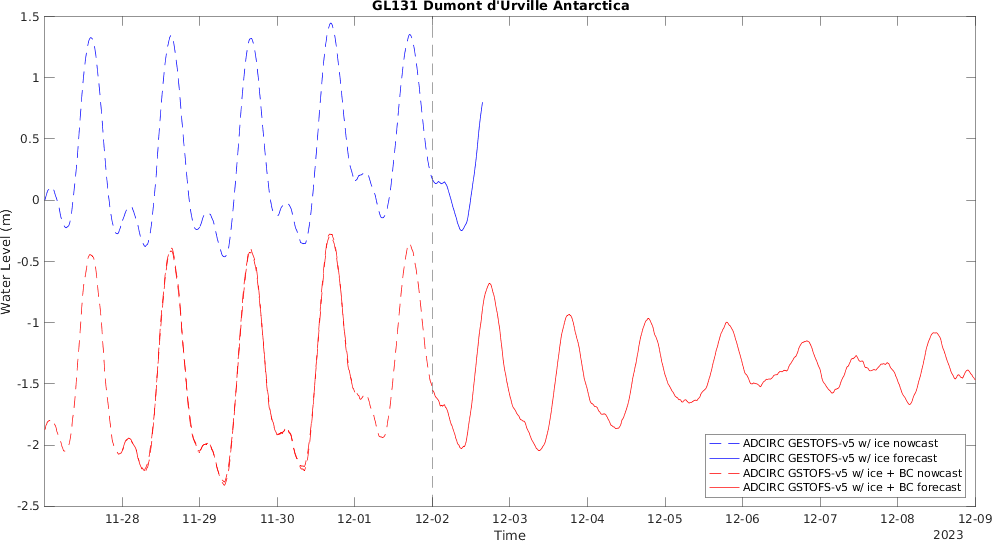 GL131 Dumont d'Urville Antarctica
1.5
1
0.5
0
-0.5
-1
-1.5
-2
-2.5
Water Level (m)
11-28 11-29 11-30 12-01 12-02 12-03 12-04 12-05 12-06 12-07 12-08 12-09
Time
2023
ADCIRC GESTOFS-v5 w/ ice nowcast
ADCIRC GESTOFS-v5 w/ ice forecast
ADCIRC GSTOFS-v5 w/ ice + BC nowcast
ADCIRC GSTOFS-v5 w/ ice + BC forecast